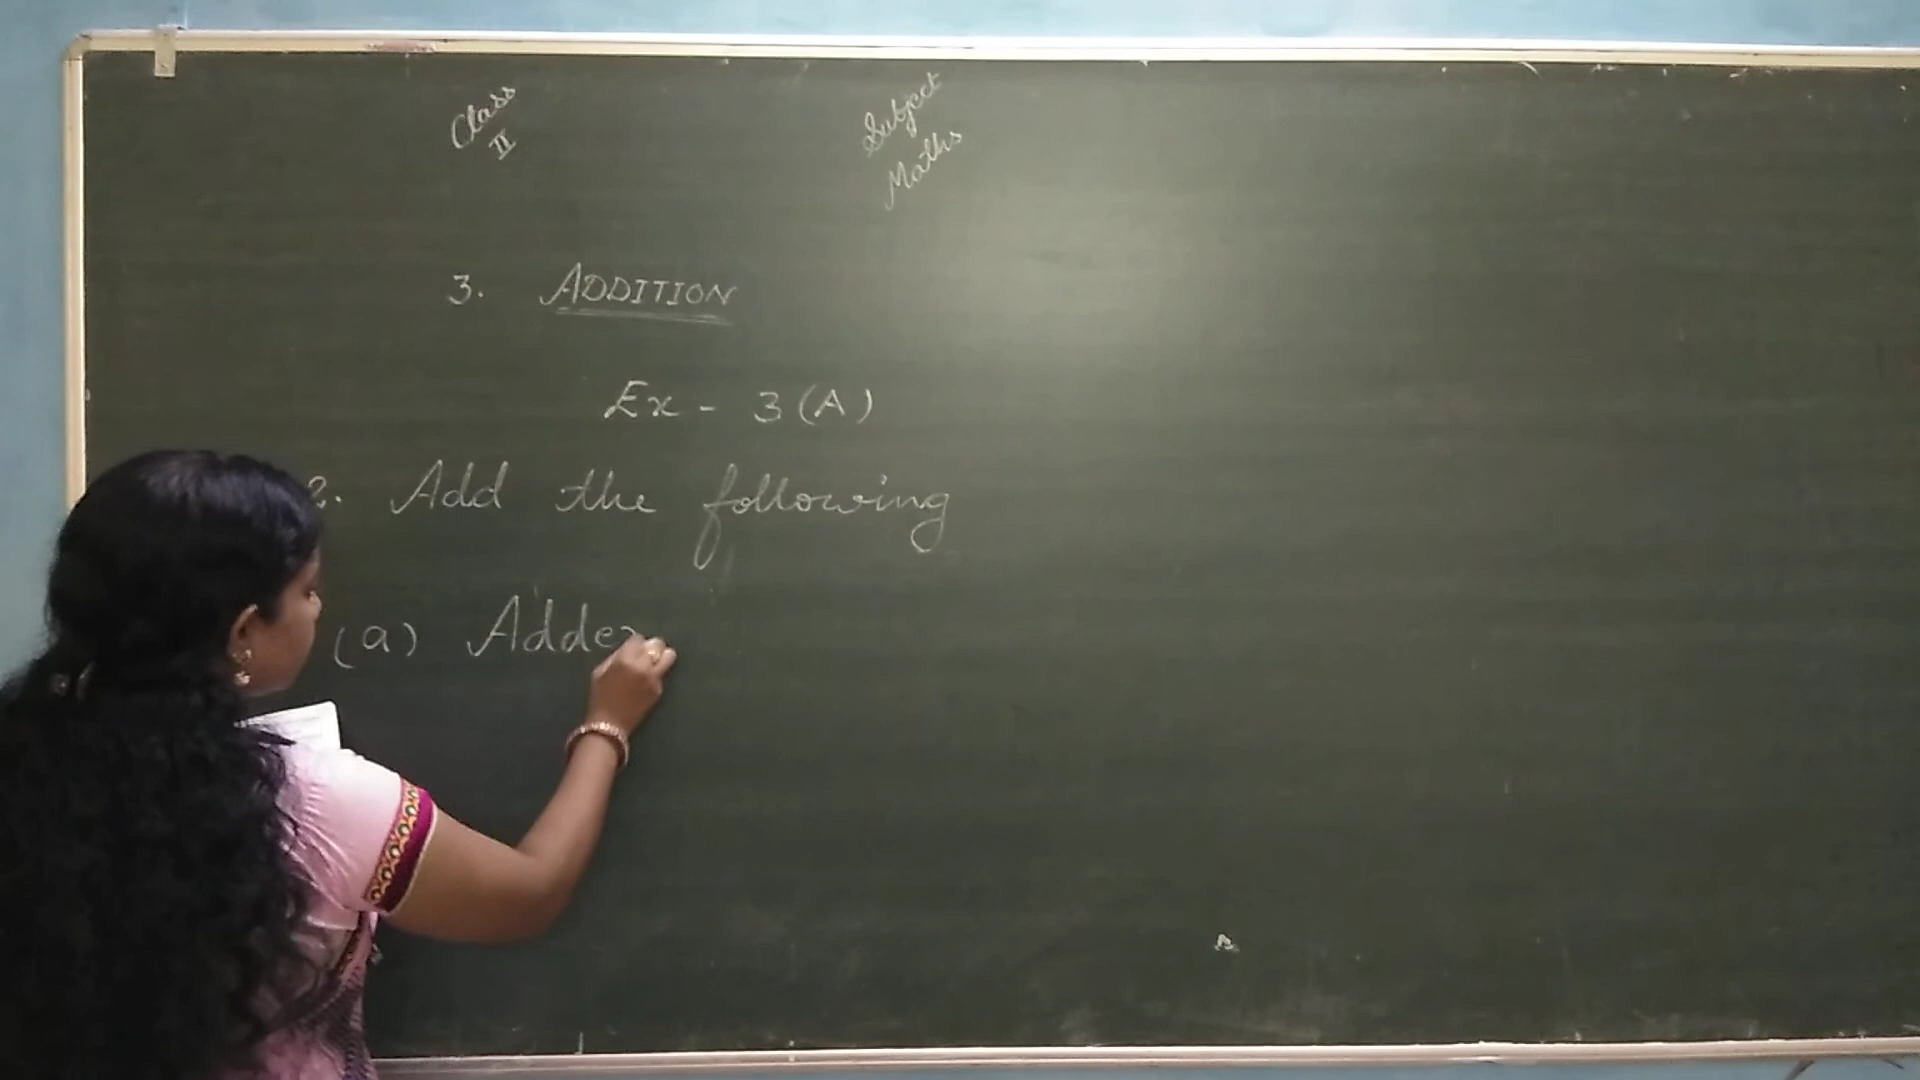 Class
II
Subject
Maths
3. ADDITION
Ex - 3 (A)
2. Add the following
(a) Adde